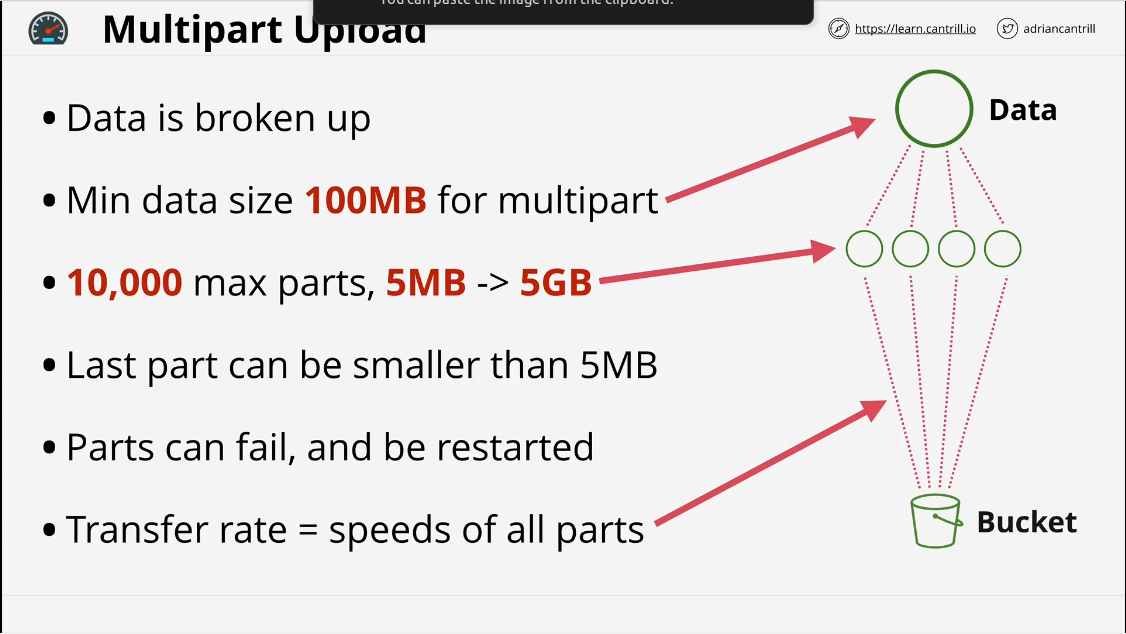 You can paste the image from the clipboard.
Multipart Upload
https://learn.cantrill.io
adriancantrill
• Data is broken up
• Min data size 100MB for multipart
• 10,000 max parts, 5MB -> 5GB
• Last part can be smaller than 5MB
• Parts can fail, and be restarted
• Transfer rate = speeds of all parts
Data
Bucket